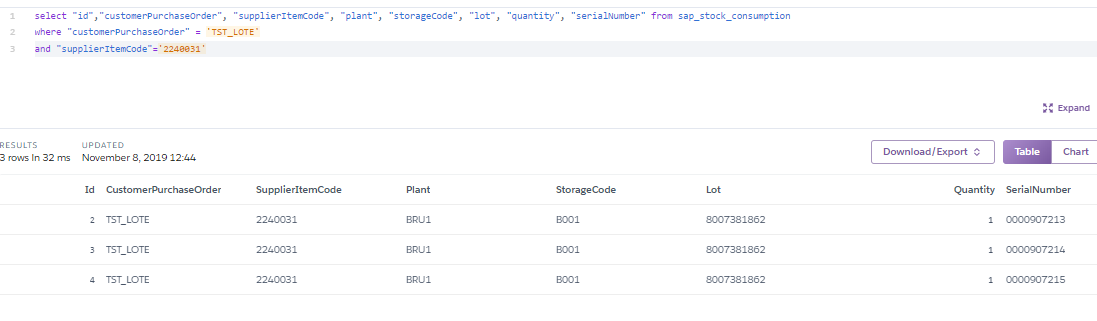 1 select "id","customerPurchaseOrder", "supplierItemCode", "plant", "storageCode", "lot", "quantity", "serialNumber" from sap_stock_consumption
2 where "customerPurchaseOrder" = 'TST_LOTE'
3 and "supplierItemCode"='2240031'
Expand
RESULTS UPDATED
3 rows in 32 ms November 8, 2019 12:44 Download/Export Table Chart
Id CustomerPurchaseOrder SupplierItemCode Plant StorageCode Lot Quantity SerialNumber
2 TST_LOTE 2240031 BRU1 B001 8007381862 1 0000907213
3 TST_LOTE 2240031 BRU1 B001 8007381862 1 0000907214
4 TST_LOTE 2240031 BRU1 B001 8007381862 1 0000907215